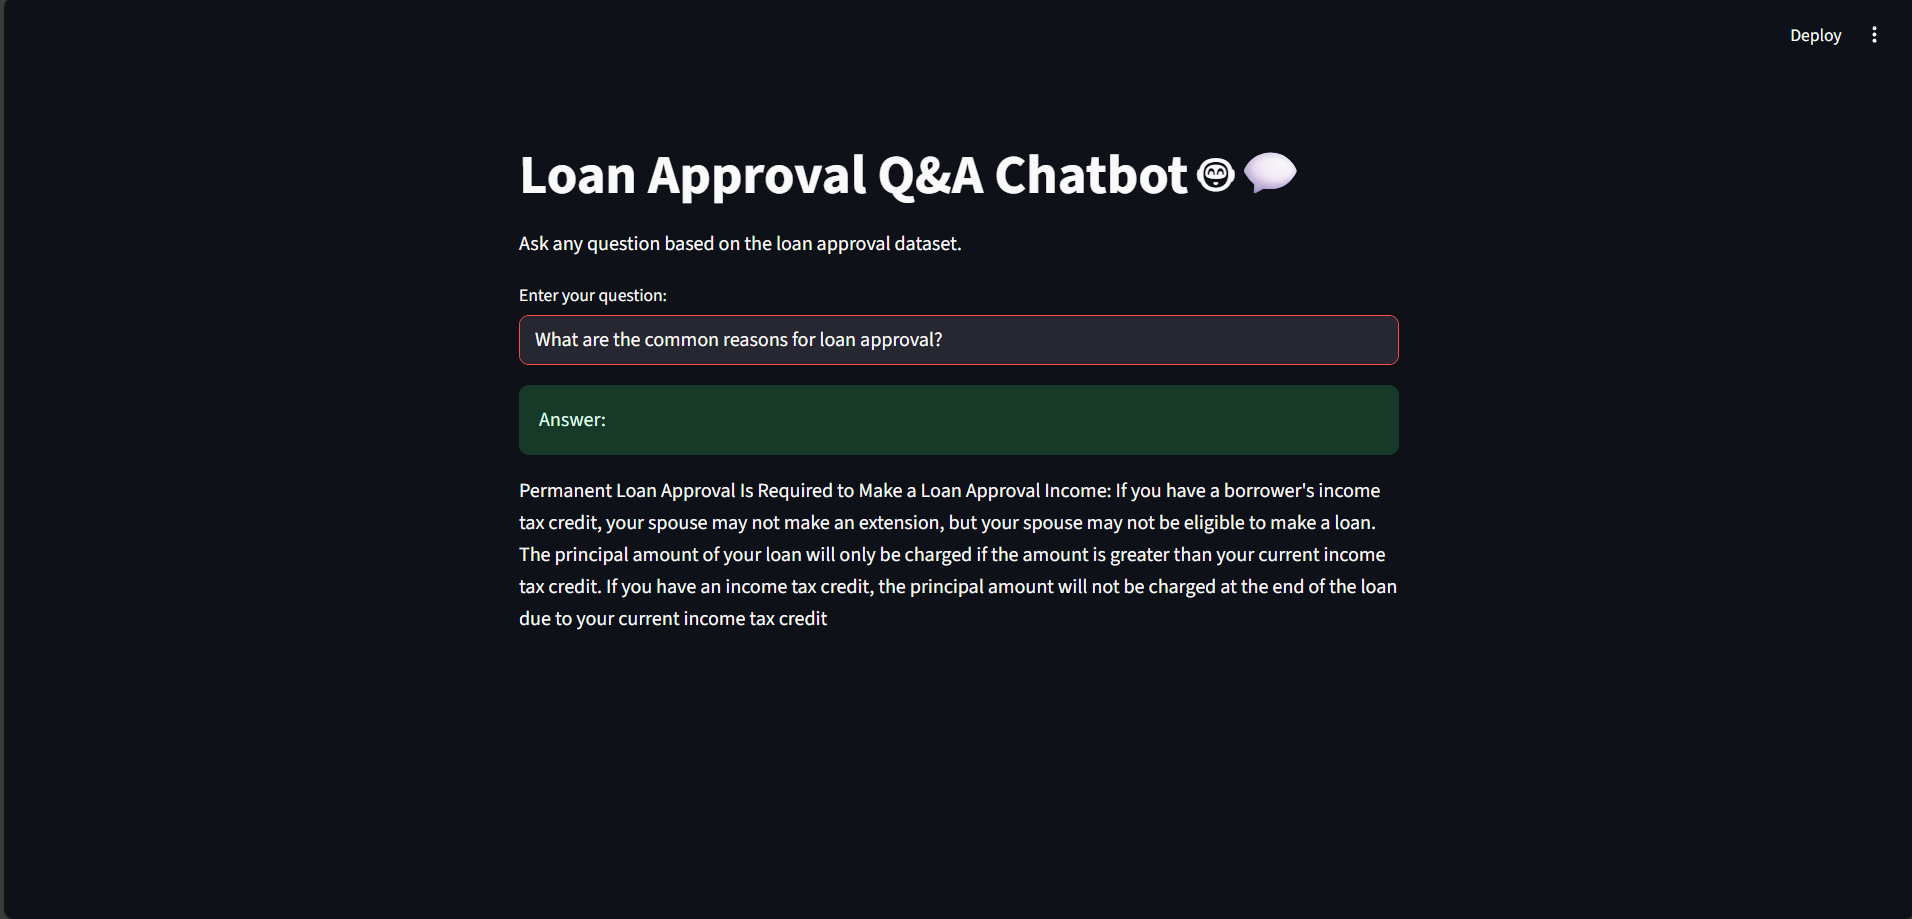 Deploy
Loan Approval Q&A Chatbot
Ask any question based on the loan approval dataset.
Enter your question:
What are the common reasons for loan approval?
Answer:
Permanent Loan Approval Is Required to Make a Loan Approval Income: If you have a borrower's income
tax credit, your spouse may not make an extension, but your spouse may not be eligible to make a loan.
The principal amount of your loan will only be charged if the amount is greater than your current income
tax credit. If you have an income tax credit, the principal amount will not be charged at the end of the loan
due to your current income tax credit